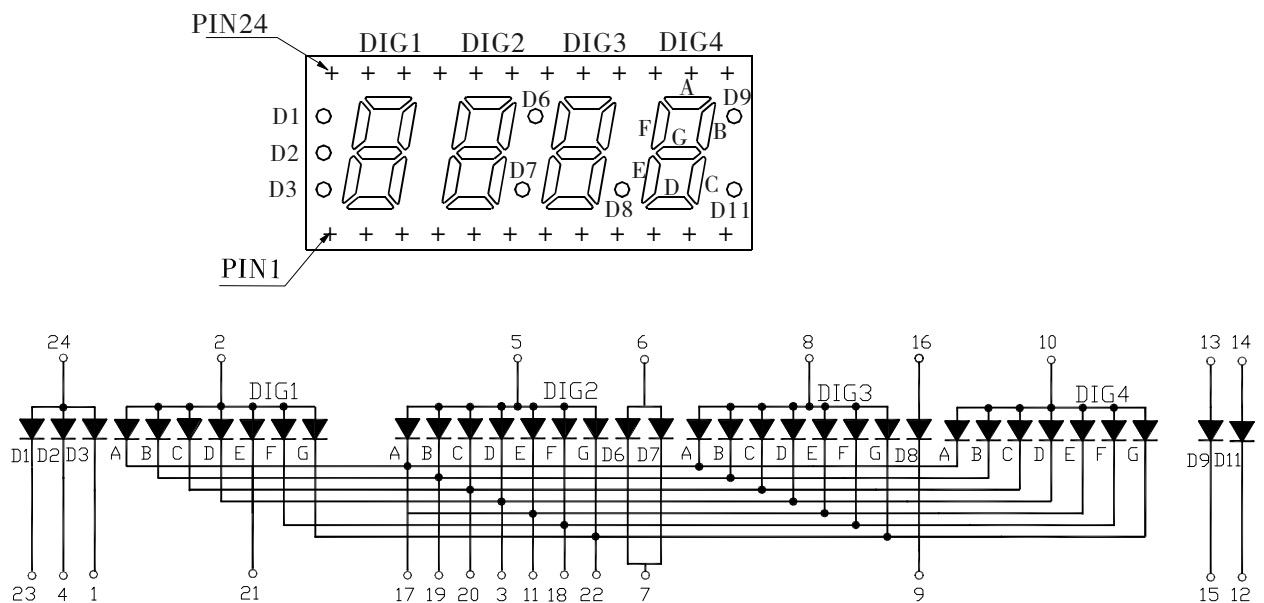 PIN24
DIG1 DIG2 DIG3 DIG4
A
D1 D6 D9
F B
G
D2
E D7
D3 D C
D8 D11
PIN1
24 2 5 6 8 16 10 13 14
DIG1 DIG2 DIG3 DIG4
D1 D2 D3 A B C D E F G A B C D E F G D6 D7 A B C D E F G D8 A B C D E F G D9 D11
23 4 1 21 17 19 20 3 11 18 22 7 9 15 12